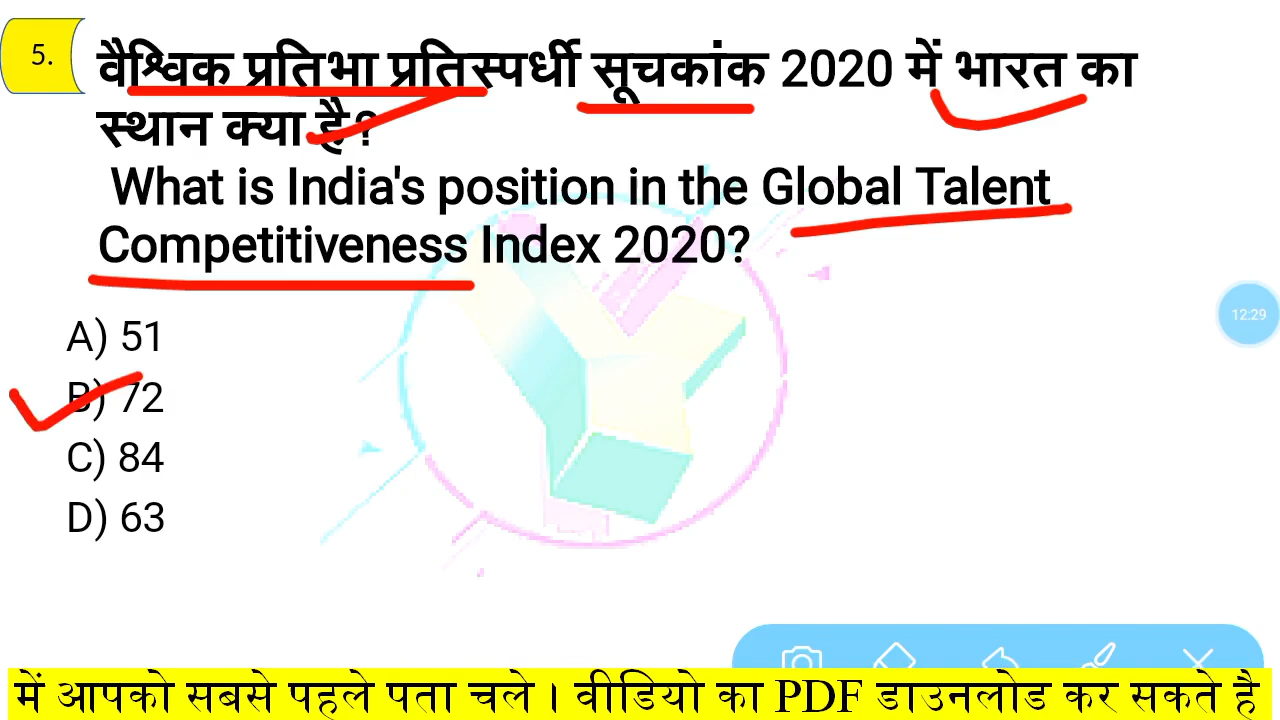 5.
वैश्विक प्रतिभा प्रतिस्पर्धी सूचकांक 2020 में भारत का
स्थान क्या है?
What is India's position in the Global Talent
Competitiveness Index 2020?
A) 51
B) 72
C) 84
D) 63
12:29
में आपको सबसे पहले पता चले । वीडियो का PDF डाउनलोड कर सकते है